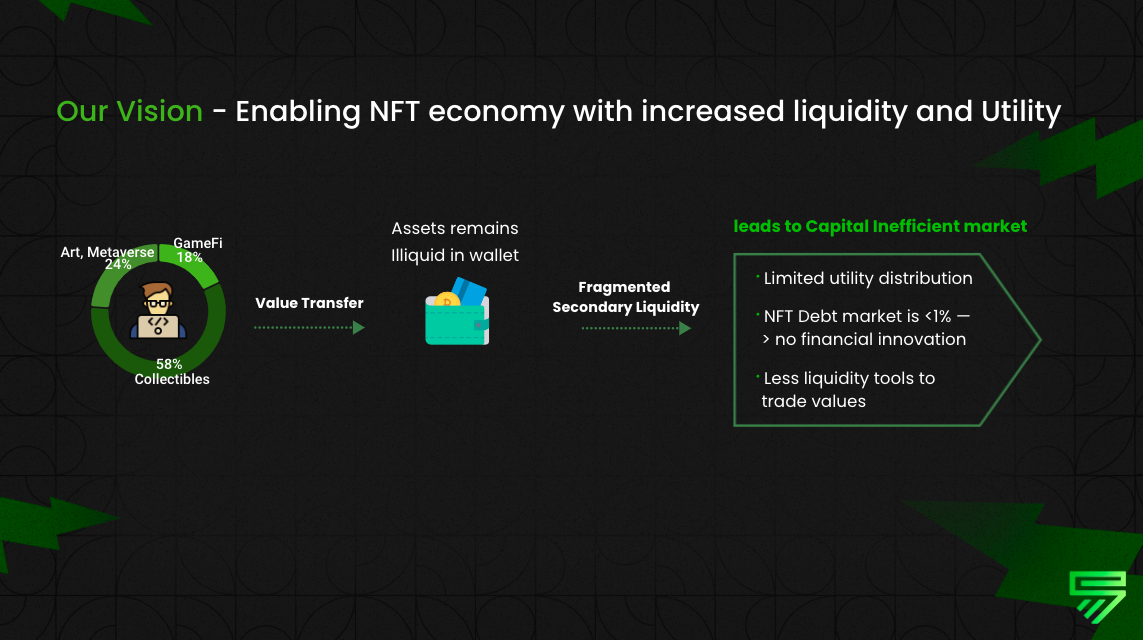 Our Vision - Enabling NFT economy with increased liquidity and Utility
GameFi
18%
Art, Metaverse
24%
58%
Collectibles
Value Transfer
Assets remains
Illiquid in wallet
Fragmented
Secondary Liquidity
leads to Capital Inefficient market
· Limited utility distribution
· NFT Debt market is <1% —
> no financial innovation
· Less liquidity tools to
trade values